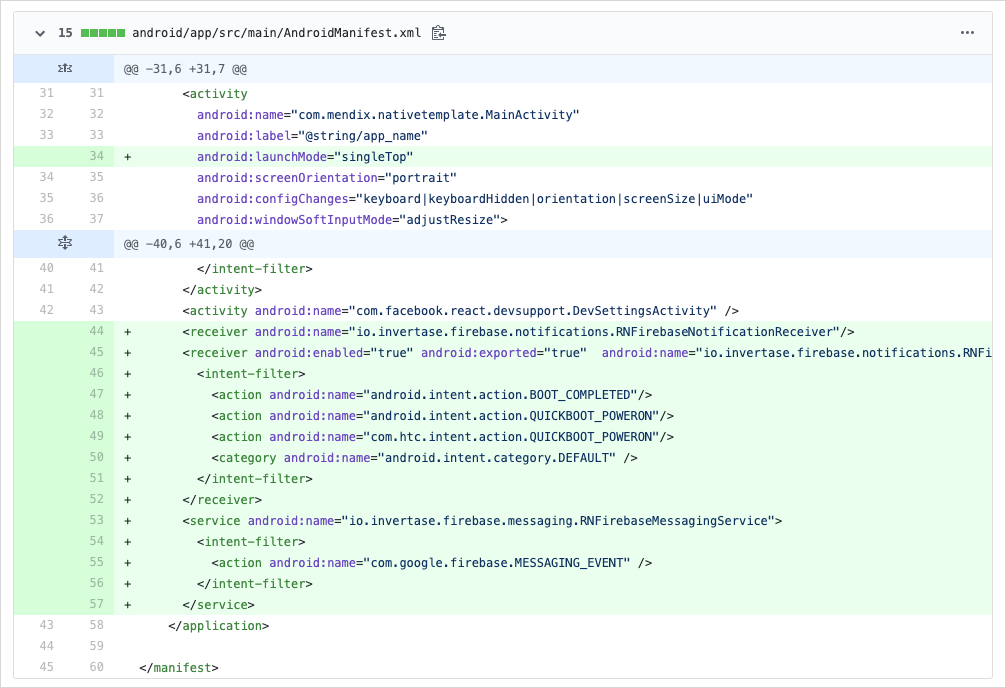 15 android/app/src/main/AndroidManifest.xml
@@ -31,6 +31,7 @@
31 31 <activity
32 32 android:name="com.mendix.nativetemplate.MainActivity"
33 33 android:label="@string/app_name"
34 + android:launchMode="singleTop"
34 35 android:screenOrientation="portrait"
35 36 android:configChanges="keyboard|keyboardHidden|orientation|screenSize|uiMode"
36 37 android:windowSoftInputMode="adjustResize">
@@ -40,6 +41,20 @@
40 41 </intent-filter>
41 42 </activity>
42 43 <activity android:name="com.facebook.react.devsupport.DevSettingsActivity" />
44 + <receiver android:name="io.invertase.firebase.notifications.RNFirebaseNotificationReceiver"/>
45 + <receiver android:enabled="true" android:exported="true"  android:name="io.invertase.firebase.notifications.RNFi
46 + <intent-filter>
47 + <action android:name="android.intent.action.BOOT_COMPLETED"/>
48 + <action android:name="android.intent.action.QUICKBOOT_POWERON"/>
49 + <action android:name="com.htc.intent.action.QUICKBOOT_POWERON"/>
50 + <category android:name="android.intent.category.DEFAULT" />
51 + </intent-filter>
52 + </receiver>
53 + <service android:name="io.invertase.firebase.messaging.RNFirebaseMessagingService">
54 + <intent-filter>
55 + <action android:name="com.google.firebase.MESSAGING_EVENT" />
56 + </intent-filter>
57 + </service>
43 58 </application>
44 59
45 60 </manifest>